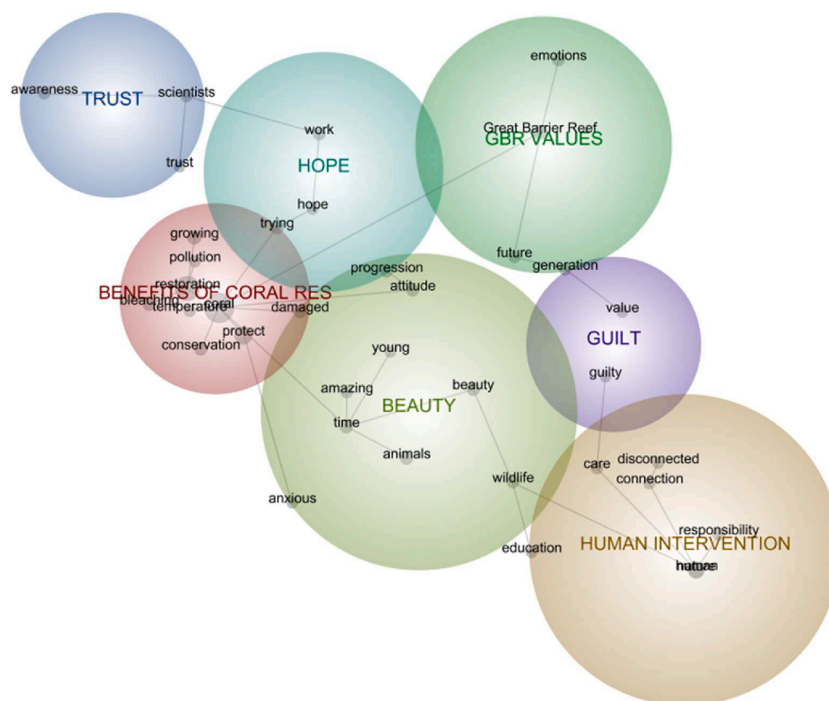 emotions
awareness
TRUST
scientists
work
Great Barrier Reef
GBR VALUES
trust
HOPE
hope
growing
trying
pollution
future
generation
progression
restoration
attitude
BENEFITS OF CORAL RES
bleaching
temperature
coral
damaged
value
conservation
protect
GUILT
young
guilty
amazing
beauty
BEAUTY
time
animals
care
disconnected
wildlife
connection
anxious
responsibility
education
HUMAN INTERVENTION
human